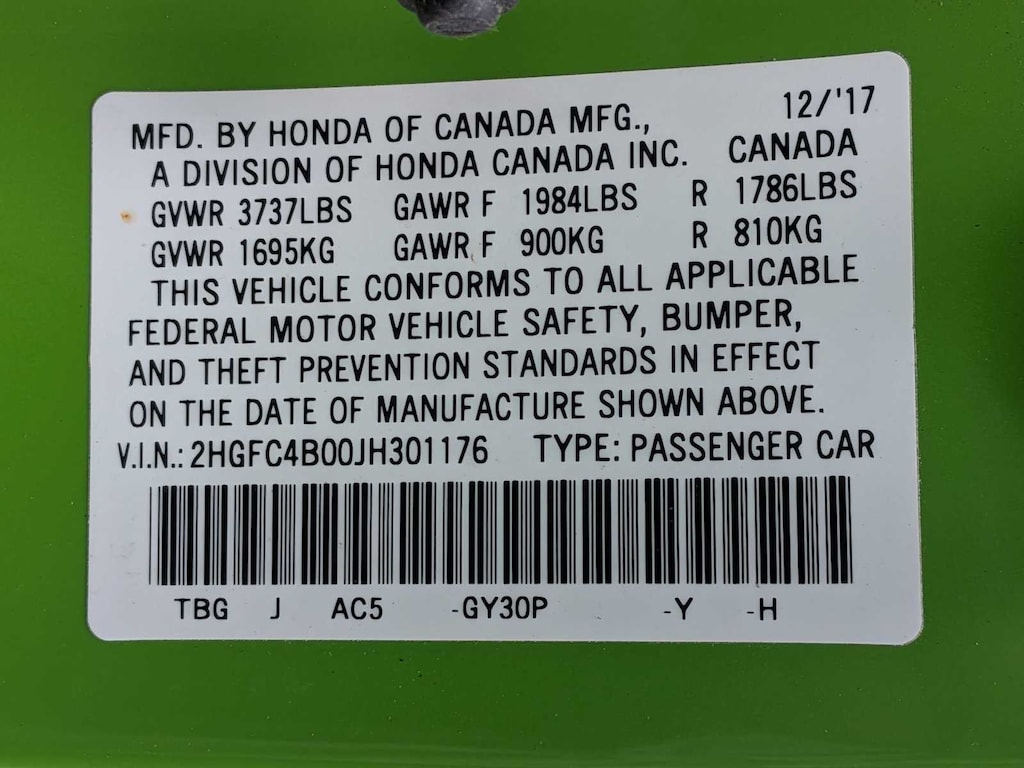 12/'17
MFD. BY HONDA OF CANADA MFG.,
A DIVISION OF HONDA CANADA INC. CANADA
GVWR 3737LBS GAWR F 1984LBS R 1786LBS
GVWR 1695KG GAWR F 900KG R 810KG
THIS VEHICLE CONFORMS TO ALL APPLICABLE
FEDERAL MOTOR VEHICLE SAFETY, BUMPER,
AND THEFT PREVENTION STANDARDS IN EFFECT
ON THE DATE OF MANUFACTURE SHOWN ABOVE.
V.I.N.: 2HGFC4B00JH301176 TYPE: PASSENGER CAR
TBG J AC5 -GY30P -Y -H